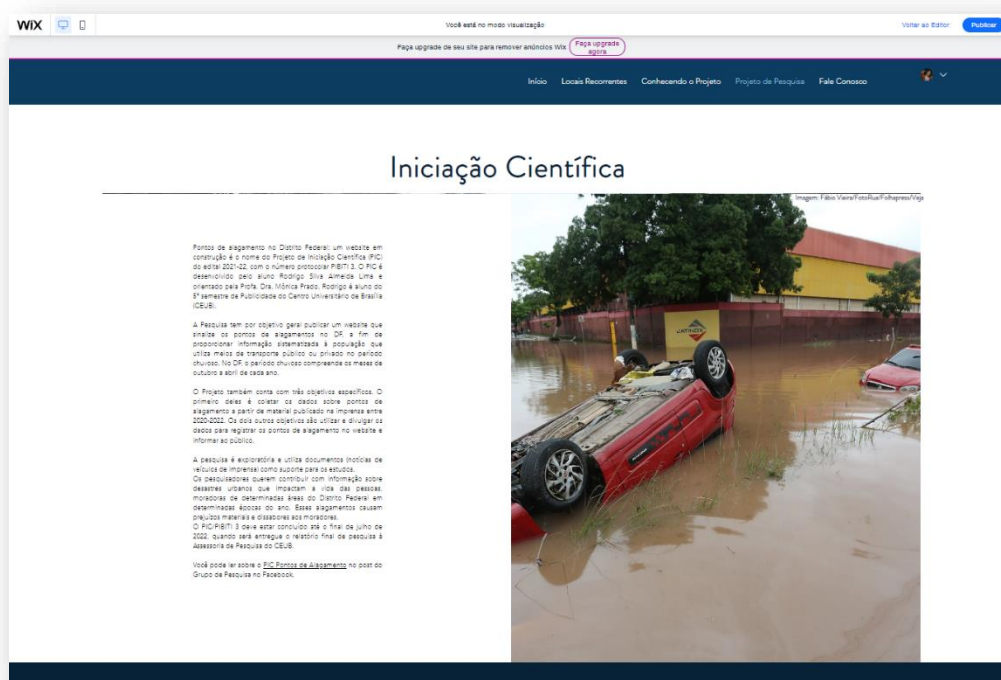 WiX
Você está no modo visualização
Voltar ao Editor
Publicar
Faça upgrade de seu site para remover anúncios Wix
Faça upgrade
agora
Início Locais Recorrentes Conhecendo o Projeto Projeto de Pesquisa Fale Conosco
Iniciação Científica
Imagem: Fábio Vieira/FotoRua/Folhapress/Veja
Pontos de alagamento no Distrito Federal: um website em
construção é o nome do Projeto de Iniciação Científica (PIC)
do edital 2021-22, com o número protocolar PIBITI 3. O PIC é
desenvolvido pelo aluno Rodrigo Silva Almeida Lima e
orientado pela Profa. Dra. Mônica Prado. Rodrigo é aluno do
5º semestre de Publicidade do Centro Universitário de Brasília
(CEUB).
A Pesquisa tem por objetivo geral publicar um website que
sinalize os pontos de alagamentos no DF, a fim de
proporcionar informação sistematizada à população que
utiliza meios de transporte público ou privado no período
chuvoso. No DF, o período chuvoso compreende os meses de
outubro a abril de cada ano.
O Projeto também conta com três objetivos específicos. O
primeiro deles é coletar os dados sobre pontos de
alagamento a partir de material publicado na imprensa entre
2020-2022. Os dois outros objetivos são utilizar e divulgar os
dados para registrar os pontos de alagamento no website e
informar ao público.
A pesquisa é exploratória e utiliza documentos (notícias de
veículos de imprensa) como suporte para os estudos.
Os pesquisadores querem contribuir com informação sobre
desastres urbanos que impactam a vida das pessoas,
moradoras de determinadas áreas do Distrito Federal em
determinadas épocas do ano. Esses alagamentos causam
prejuízos materiais e dissabores aos moradores.
O PIC/PIBITI 3 deve estar concluído até o final de julho de
2022, quando será entregue o relatório final de pesquisa à
Assessoria de Pesquisa do CEUB.
Você pode ler sobre o PIC Pontos de Alagamento no post do
Grupo de Pesquisa no Facebook.
JATINOX